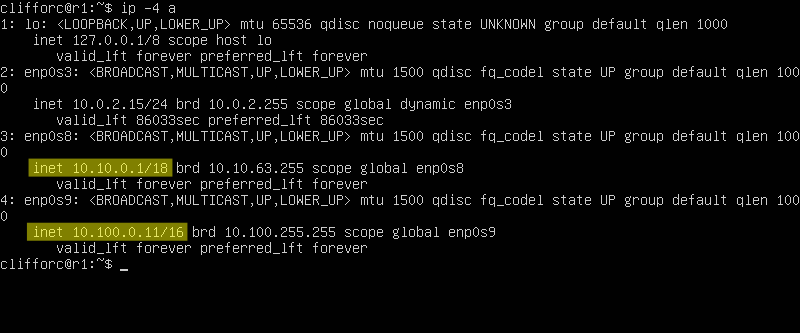 clifforc@r1:~$ ip -4 a
1: lo: <LOOPBACK,UP,LOWER_UP> mtu 65536 qdisc noqueue state UNKNOWN group default qlen 1000
inet 127.0.0.1/8 scope host lo
valid_lft forever preferred_lft forever
2: enp0s3: <BROADCAST,MULTICAST,UP,LOWER_UP> mtu 1500 qdisc fq_codel state UP group default qlen 100
0
inet 10.0.2.15/24 brd 10.0.2.255 scope global dynamic enp0s3
valid_lft 86033sec preferred_lft 86033sec
3: enp0s8: <BROADCAST,MULTICAST,UP,LOWER_UP> mtu 1500 qdisc fq_codel state UP group default qlen 100
0
inet 10.10.0.1/18 brd 10.10.63.255 scope global enp0s8
valid_lft forever preferred_lft forever
4: enp0s9: <BROADCAST,MULTICAST,UP,LOWER_UP> mtu 1500 qdisc fq_codel state UP group default qlen 100
0
inet 10.100.0.11/16 brd 10.100.255.255 scope global enp0s9
valid_lft forever preferred_lft forever
clifforc@r1:~$ _